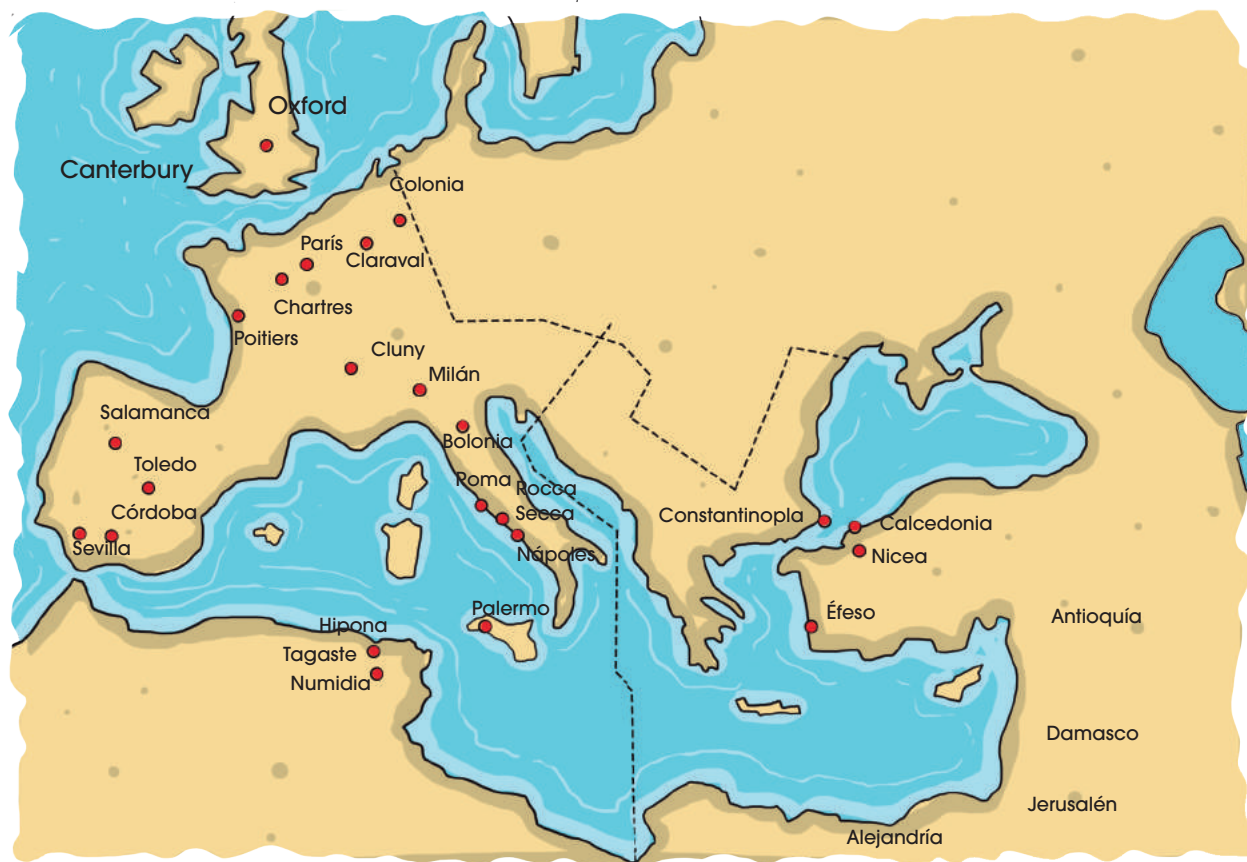 Oxford
Canterbury
Colonia
París
Claraval
Chartres
Poitiers
Cluny
Milán
Salamanca
Bolonia
Toledo
Roma
Rocca
Secca
Córdoba
Constantinopla
Calcedonia
Sevilla
Nápoles
Nicea
Palermo
Éfeso
Antioquía
Hipona
Tagaste
Numidia
Damasco
Jerusalén
Alejandría